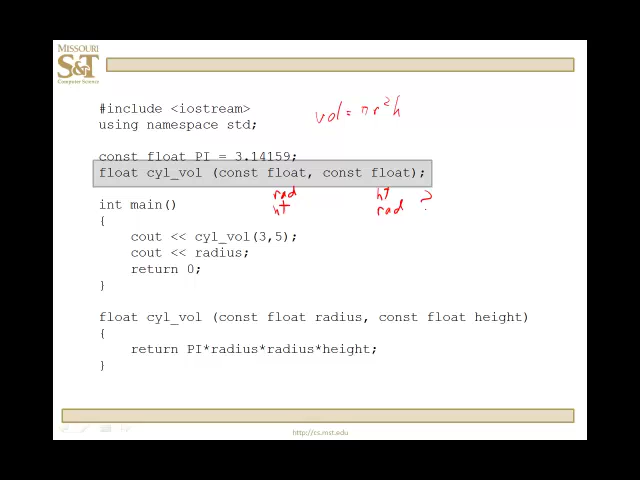 MISSOURI
S&T
Computer Science
#include <iostream>
using namespace std;
vol = πr²h
const float PI = 3.14159;
float cyl_vol (const float, const float);
rad ht
ht rad ?
int main()
{
cout << cyl_vol(3,5);
cout << radius;
return 0;
}
float cyl_vol (const float radius, const float height)
{
return PI*radius*radius*height;
}
http://cs.mst.edu